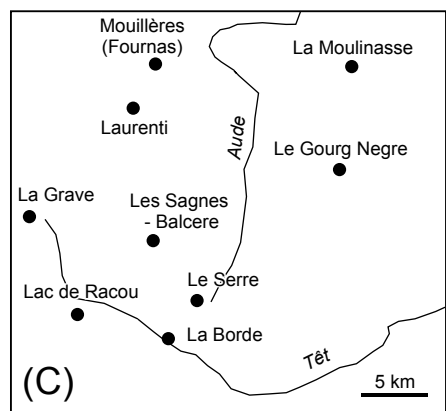 Mouillères
(Fournas)
La Moulinasse
Laurenti
Aude
Le Gourg Negre
La Grave
Les Sagnes
- Balcere
Le Serre
Lac de Racou
La Borde
Têt
(C)
5 km